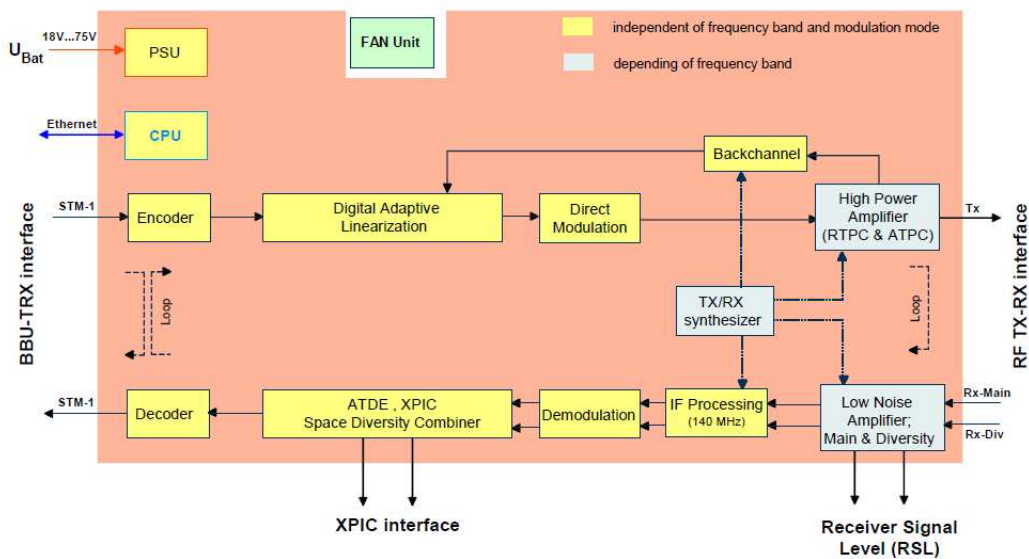 18V...75V
U_Bat
PSU
FAN Unit
independent of frequency band and modulation mode
depending of frequency band
Ethernet
CPU
Backchannel
STM-1
Encoder
Digital Adaptive
Linearization
Direct
Modulation
High Power
Amplifier
(RTPC & ATPC)
Tx
BBU-TRX interface
Loop
TX/RX
synthesizer
Loop
RF TX-RX interface
STM-1
Decoder
ATDE , XPIC
Space Diversity Combiner
Demodulation
IF Processing
(140 MHz)
Low Noise
Amplifier;
Main & Diversity
Rx-Main
Rx-Div
XPIC interface
Receiver Signal
Level (RSL)